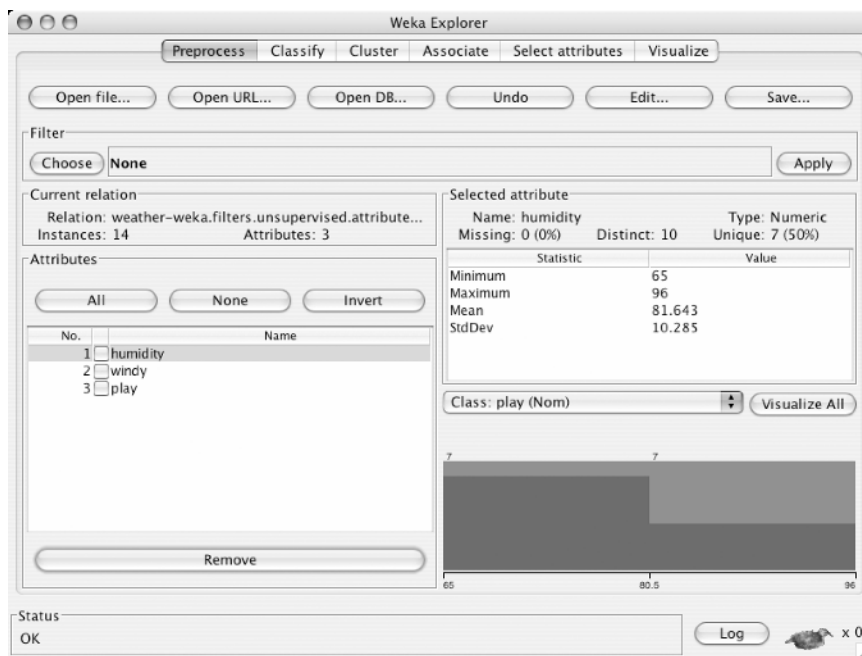 Weka Explorer
Preprocess Classify Cluster Associate Select attributes Visualize
Open file... Open URL... Open DB... Undo Edit... Save...
Filter
Choose None Apply
Current relation
Relation: weather-weka.filters.unsupervised.attribute...
Instances: 14 Attributes: 3
Attributes
All None Invert
No. Name
1 humidity
2 windy
3 play
Remove
Selected attribute
Name: humidity Type: Numeric
Missing: 0 (0%) Distinct: 10 Unique: 7 (50%)
Statistic Value
Minimum 65
Maximum 96
Mean 81.643
StdDev 10.285
Class: play (Nom) Visualize All
7 7
65 80.5 96
Status
OK
Log x 0